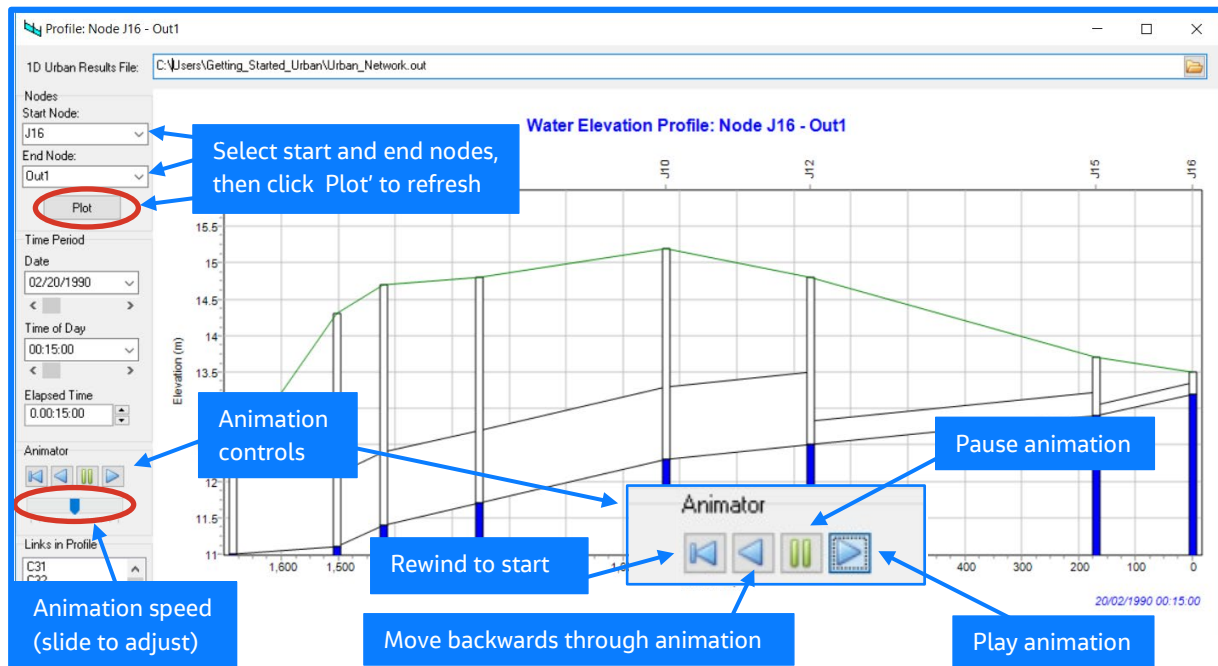 Profile: Node J16 - Out1
1D Urban Results File:
C:\Users\Getting_Started_Urban\Urban_Network.out
Nodes
Start Node:
J16
End Node:
Out1
Plot
Select start and end nodes,
then click Plot' to refresh
Water Elevation Profile: Node J16 - Out1
J10
J12
J15
J16
Time Period
Date
02/20/1990
Time of Day
00:15:00
Elapsed Time
0.00:15:00
Animator
Links in Profile
C31
Elevation (m)
15.5
15
14.5
14
13.5
12
11.5
11
1,600
1,500
400
300
200
100
0
20/02/1990 00:15:00
Animation
controls
Pause animation
Animator
Rewind to start
Animation speed
(slide to adjust)
Move backwards through animation
Play animation